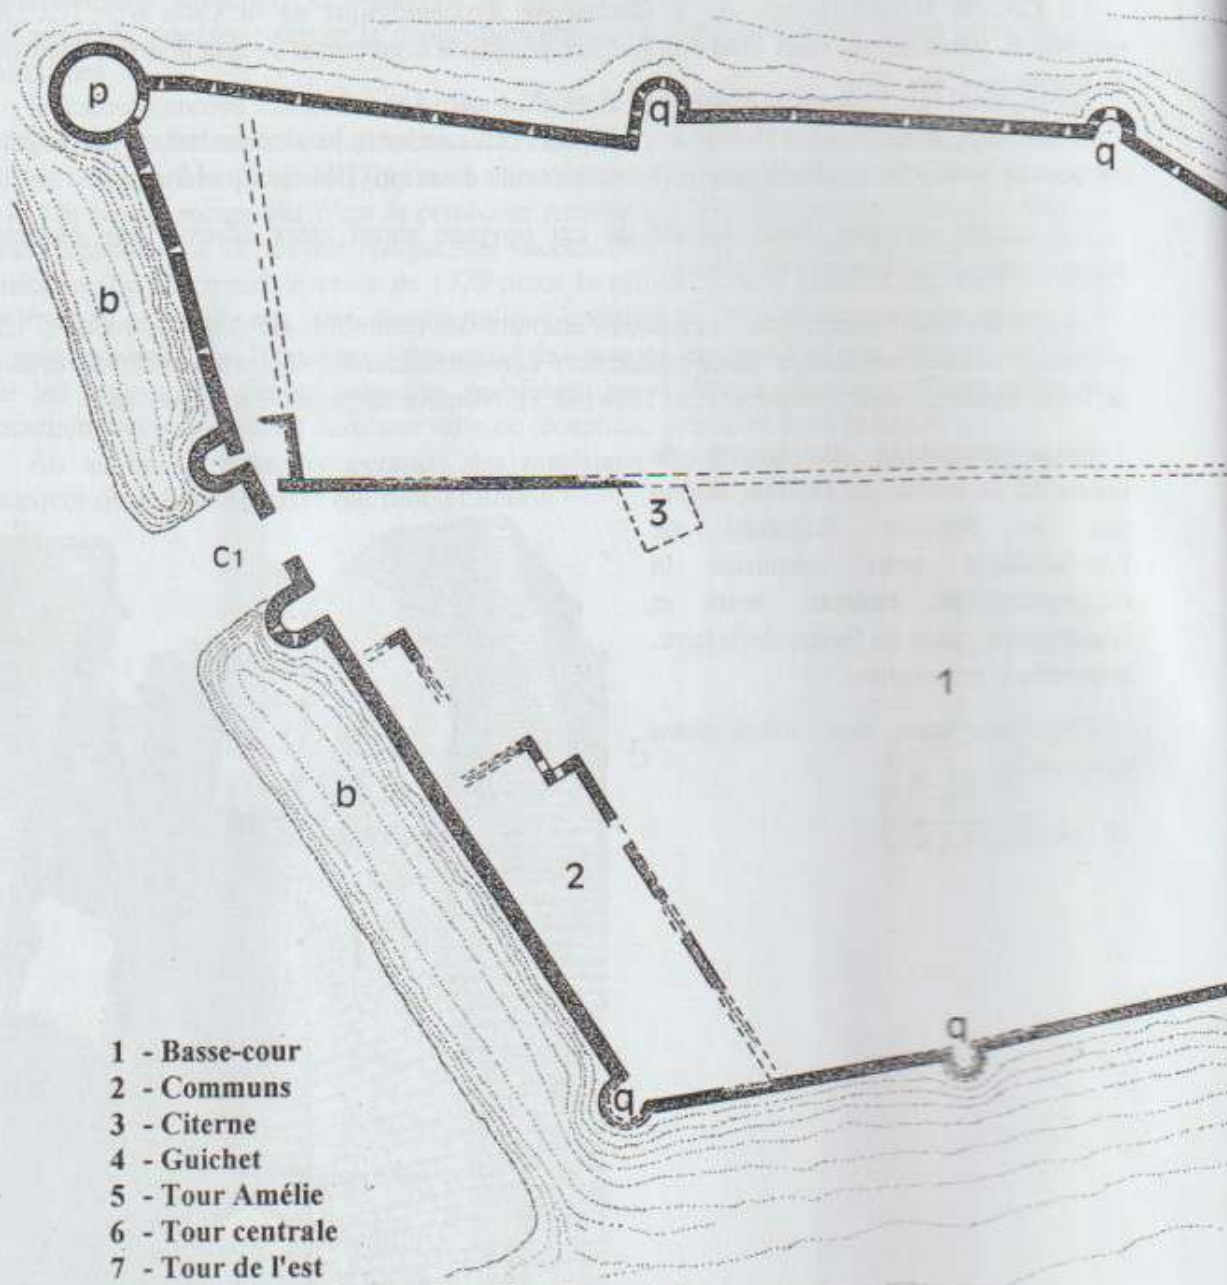 p
q
q
b
3
C1
1
b
2
q
q
1 - Basse-cour
2 - Communs
3 - Citerne
4 - Guichet
5 - Tour Amélie
6 - Tour centrale
7 - Tour de l'est